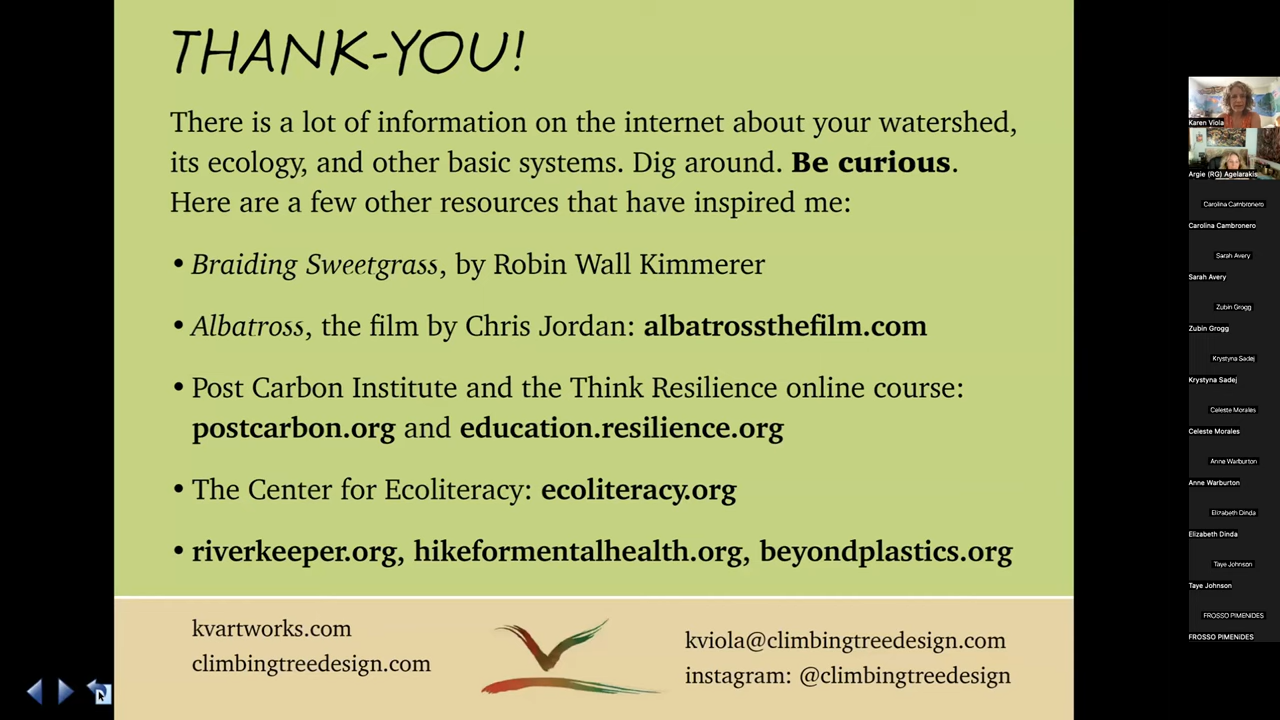 THANK-YOU!
There is a lot of information on the internet about your watershed,
its ecology, and other basic systems. Dig around. Be curious.
Here are a few other resources that have inspired me:
• Braiding Sweetgrass, by Robin Wall Kimmerer
• Albatross, the film by Chris Jordan: albatrossthefilm.com
• Post Carbon Institute and the Think Resilience online course:
postcarbon.org and education.resilience.org
• The Center for Ecoliteracy: ecoliteracy.org
• riverkeeper.org, hikeformentalhealth.org, beyondplastics.org
kvartworks.com
climbingtreedesign.com
kviola@climbingtreedesign.com
instagram: @climbingtreedesign
Karen Viola
Argie (RG) Agelarakis
Carolina Cambronero
Carolina Cambronero
Sarah Avery
Sarah Avery
Zubin Grogg
Zubin Grogg
Krystyna Sadej
Krystyna Sadej
Celeste Morales
Celeste Morales
Anne Warburton
Anne Warburton
Elizabeth Dinda
Elizabeth Dinda
Taye Johnson
Taye Johnson
FROSSO PIMENIDES
FROSSO PIMENIDES